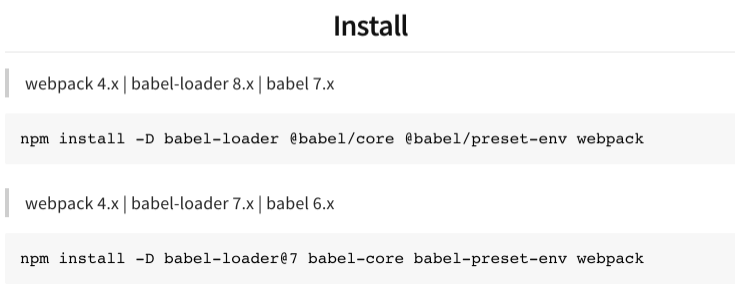 Install
webpack 4.x | babel-loader 8.x | babel 7.x
npm install -D babel-loader @babel/core @babel/preset-env webpack
webpack 4.x | babel-loader 7.x | babel 6.x
npm install -D babel-loader@7 babel-core babel-preset-env webpack